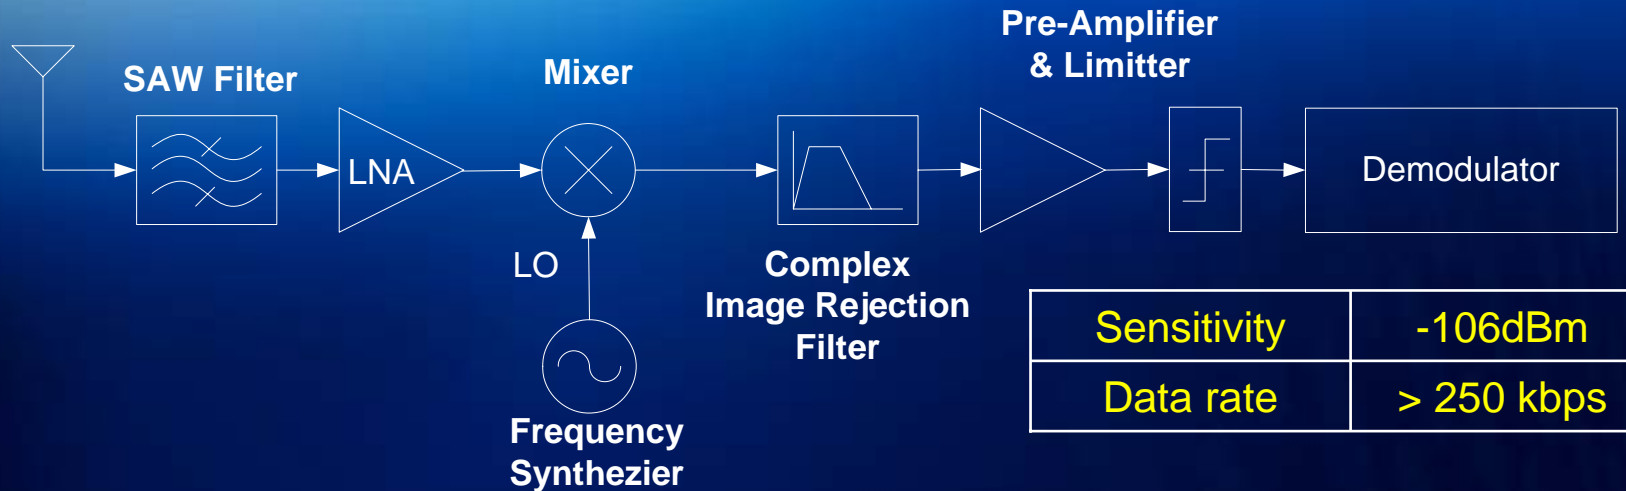 Pre-Amplifier
& Limitter
SAW Filter
Mixer
LNA
Demodulator
LO
Complex
Image Rejection
Filter
Frequency
Synthezier
Sensitivity -106dBm
Data rate > 250 kbps